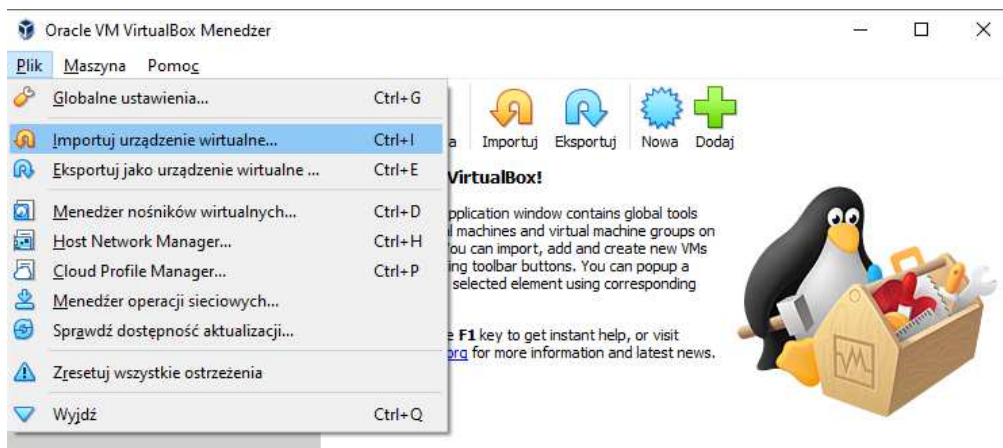 Oracle VM VirtualBox Menedżer
Plik Maszyna Pomoc
Globalne ustawienia... Ctrl+G
Importuj urządzenie wirtualne... Ctrl+I
Eksportuj jako urządzenie wirtualne ... Ctrl+E
Menedżer nośników wirtualnych... Ctrl+D
Host Network Manager... Ctrl+H
Cloud Profile Manager... Ctrl+P
Menedżer operacji sieciowych...
Sprawdź dostępność aktualizacji...
Zresetuj wszystkie ostrzeżenia
Wyjdź Ctrl+Q
a Importuj Eksportuj Nowa Dodaj
VirtualBox!
pplication window contains global tools
l machines and virtual machine groups on
ou can import, add and create new VMs
ing toolbar buttons. You can popup a
selected element using corresponding
e F1 key to get instant help, or visit
org for more information and latest news.